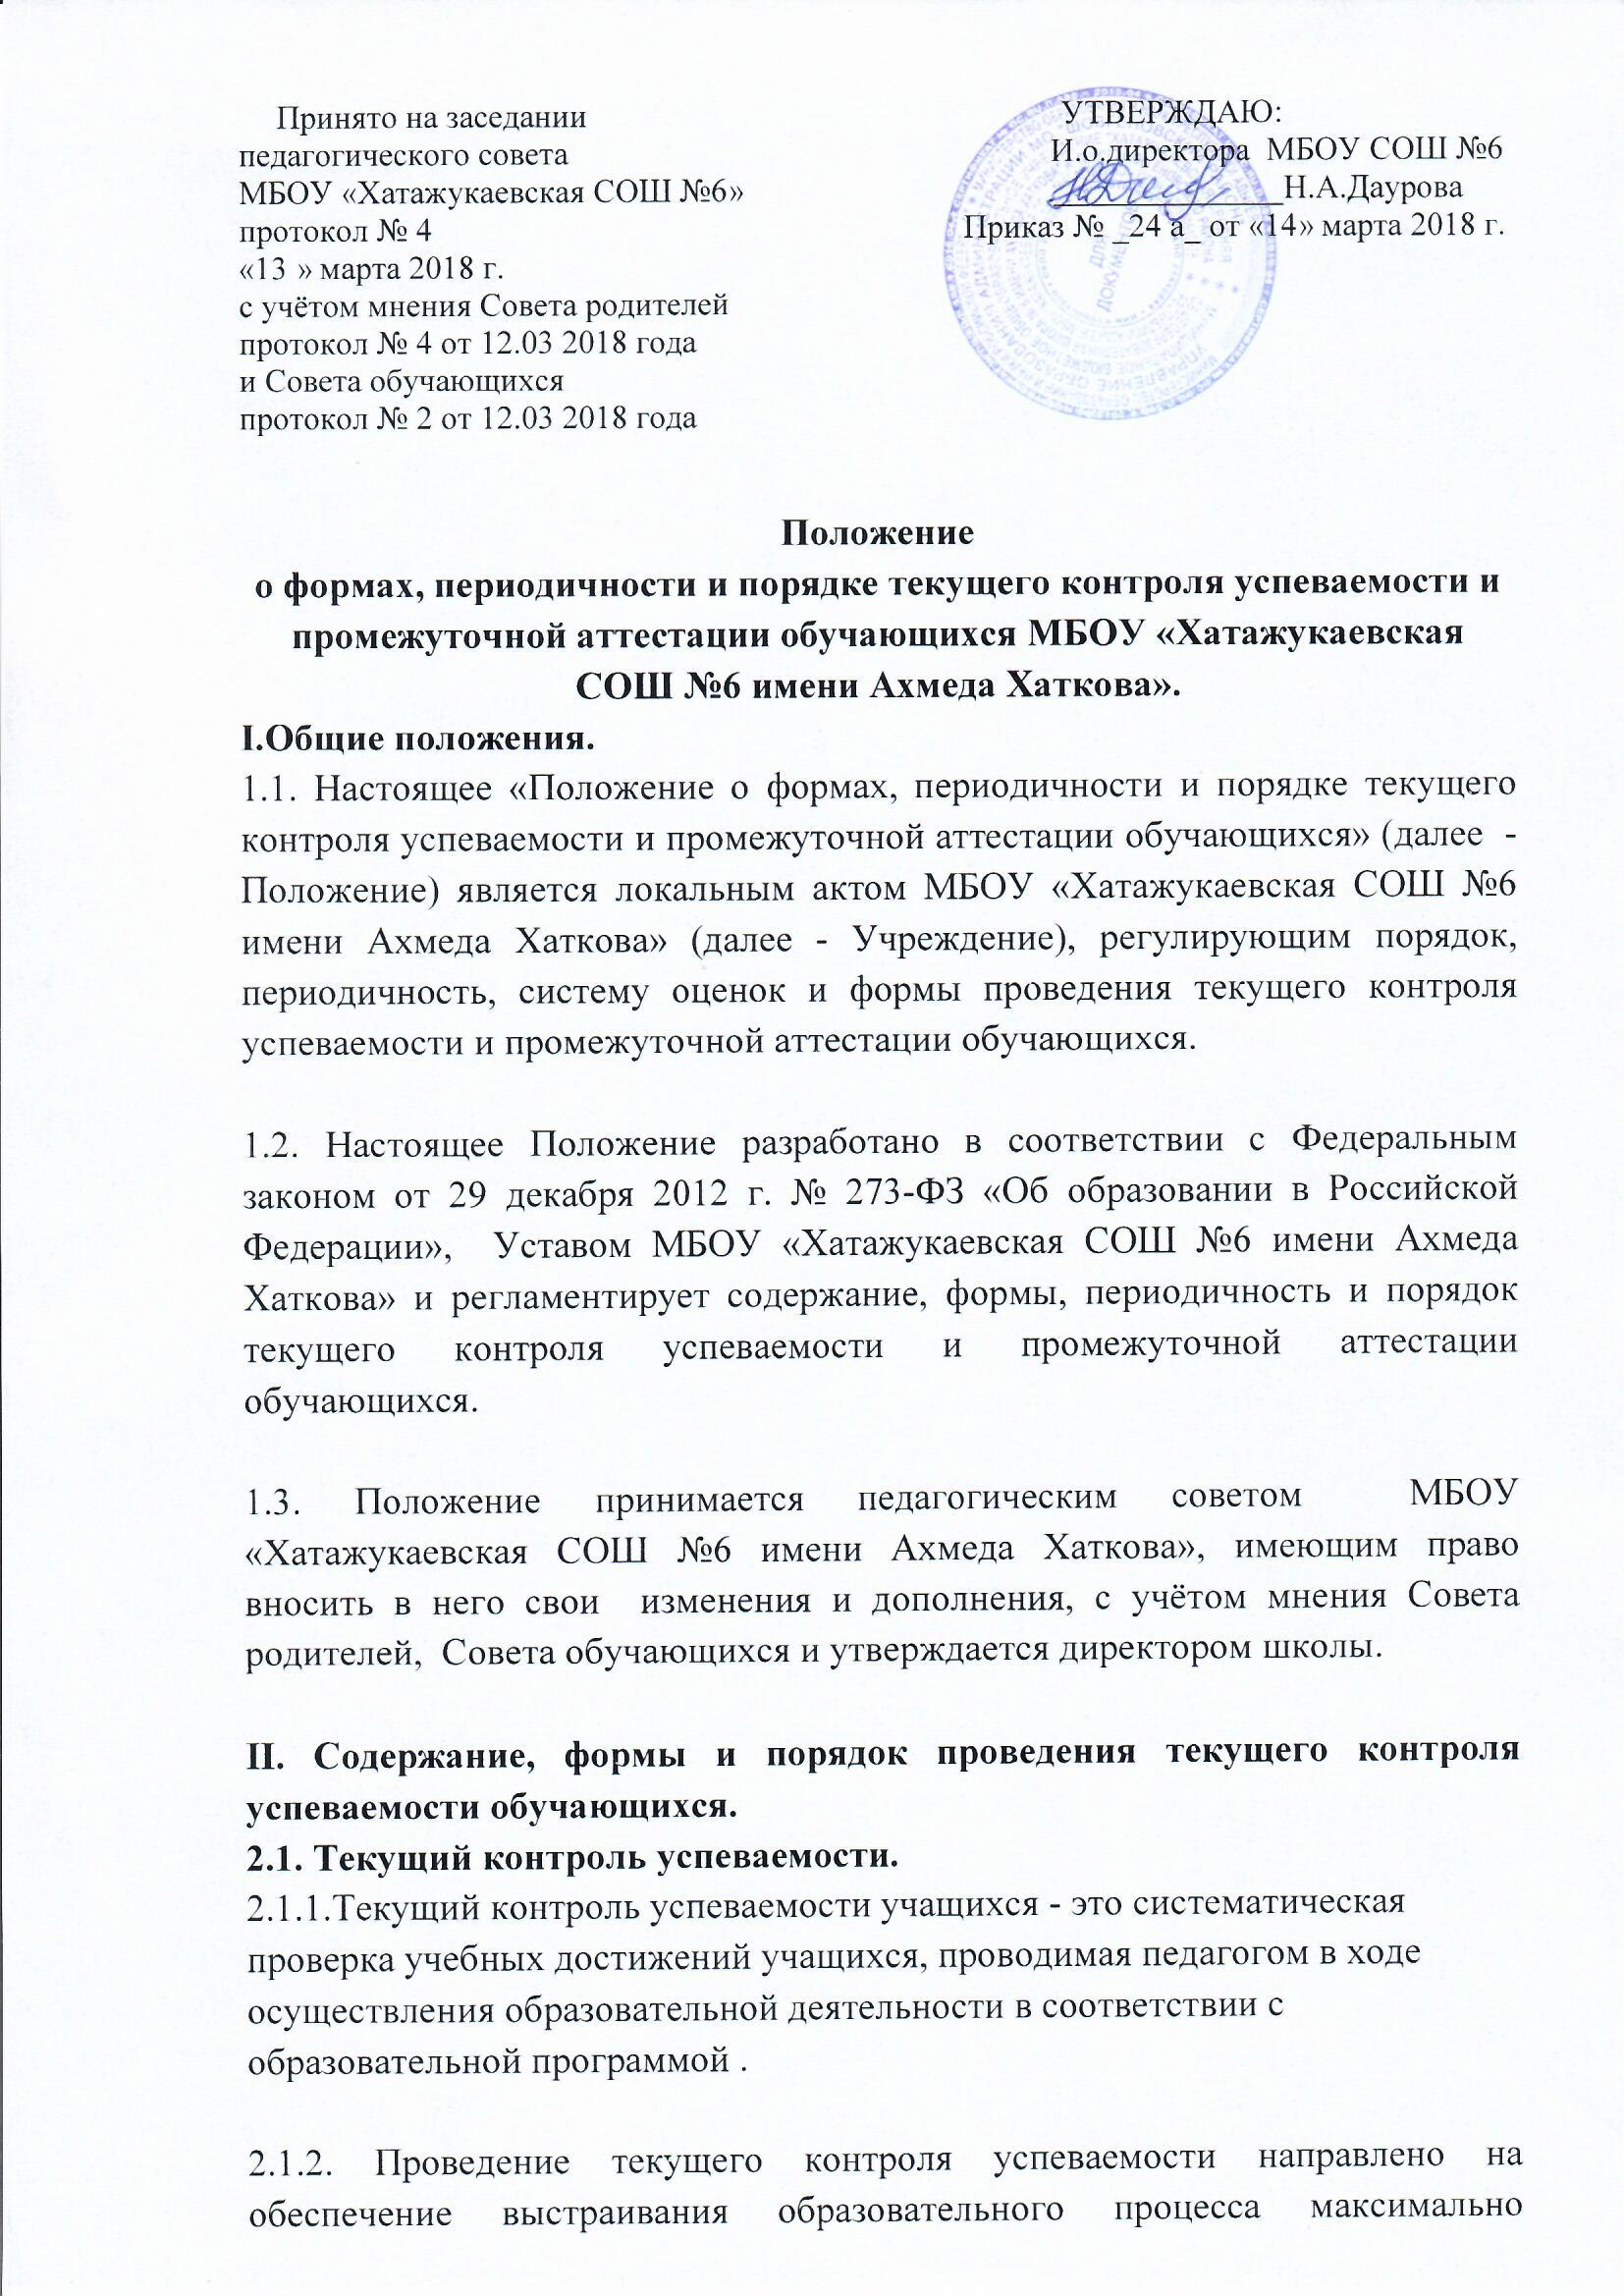 Принято на заседании
педагогического совета
МБОУ «Хатажукаевская СОШ №6»
протокол № 4
«13 » марта 2018 г.
с учётом мнения Совета родителей
протокол № 4 от 12.03 2018 года
и Совета обучающихся
протокол № 2 от 12.03 2018 года
УТВЕРЖДАЮ:
И.о.директора МБОУ СОШ №6
______________Н.А.Даурова
Приказ № _24 а_ от «14» марта 2018 г.
ДЛЯ
ДОКУМЕНТОВ
Положение
о формах, периодичности и порядке текущего контроля успеваемости и
промежуточной аттестации обучающихся МБОУ «Хатажукаевская
СОШ №6 имени Ахмеда Хаткова».
I.Общие положения.
1.1. Настоящее «Положение о формах, периодичности и порядке текущего
контроля успеваемости и промежуточной аттестации обучающихся» (далее -
Положение) является локальным актом МБОУ «Хатажукаевская СОШ №6
имени Ахмеда Хаткова» (далее - Учреждение), регулирующим порядок,
периодичность, систему оценок и формы проведения текущего контроля
успеваемости и промежуточной аттестации обучающихся.
1.2. Настоящее Положение разработано в соответствии с Федеральным
законом от 29 декабря 2012 г. № 273-ФЗ «Об образовании в Российской
Федерации», Уставом МБОУ «Хатажукаевская СОШ №6 имени Ахмеда
Хаткова» и регламентирует содержание, формы, периодичность и порядок
текущего контроля успеваемости и промежуточной аттестации
обучающихся.
1.3. Положение принимается педагогическим советом МБОУ
«Хатажукаевская СОШ №6 имени Ахмеда Хаткова», имеющим право
вносить в него свои изменения и дополнения, с учётом мнения Совета
родителей, Совета обучающихся и утверждается директором школы.
II. Содержание, формы и порядок проведения текущего контроля
успеваемости обучающихся.
2.1. Текущий контроль успеваемости.
2.1.1.Текущий контроль успеваемости учащихся - это систематическая
проверка учебных достижений учащихся, проводимая педагогом в ходе
осуществления образовательной деятельности в соответствии с
образовательной программой .
2.1.2. Проведение текущего контроля успеваемости направлено на
обеспечение выстраивания образовательного процесса максимально